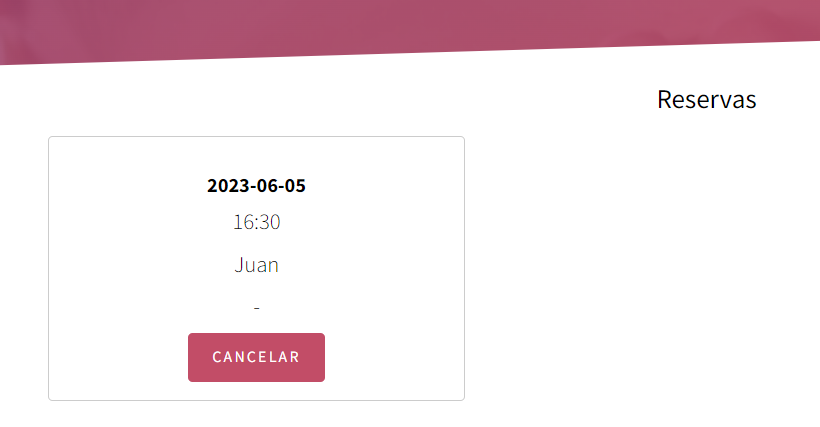 Reservas
2023-06-05
16:30
Juan
-
CANCELAR